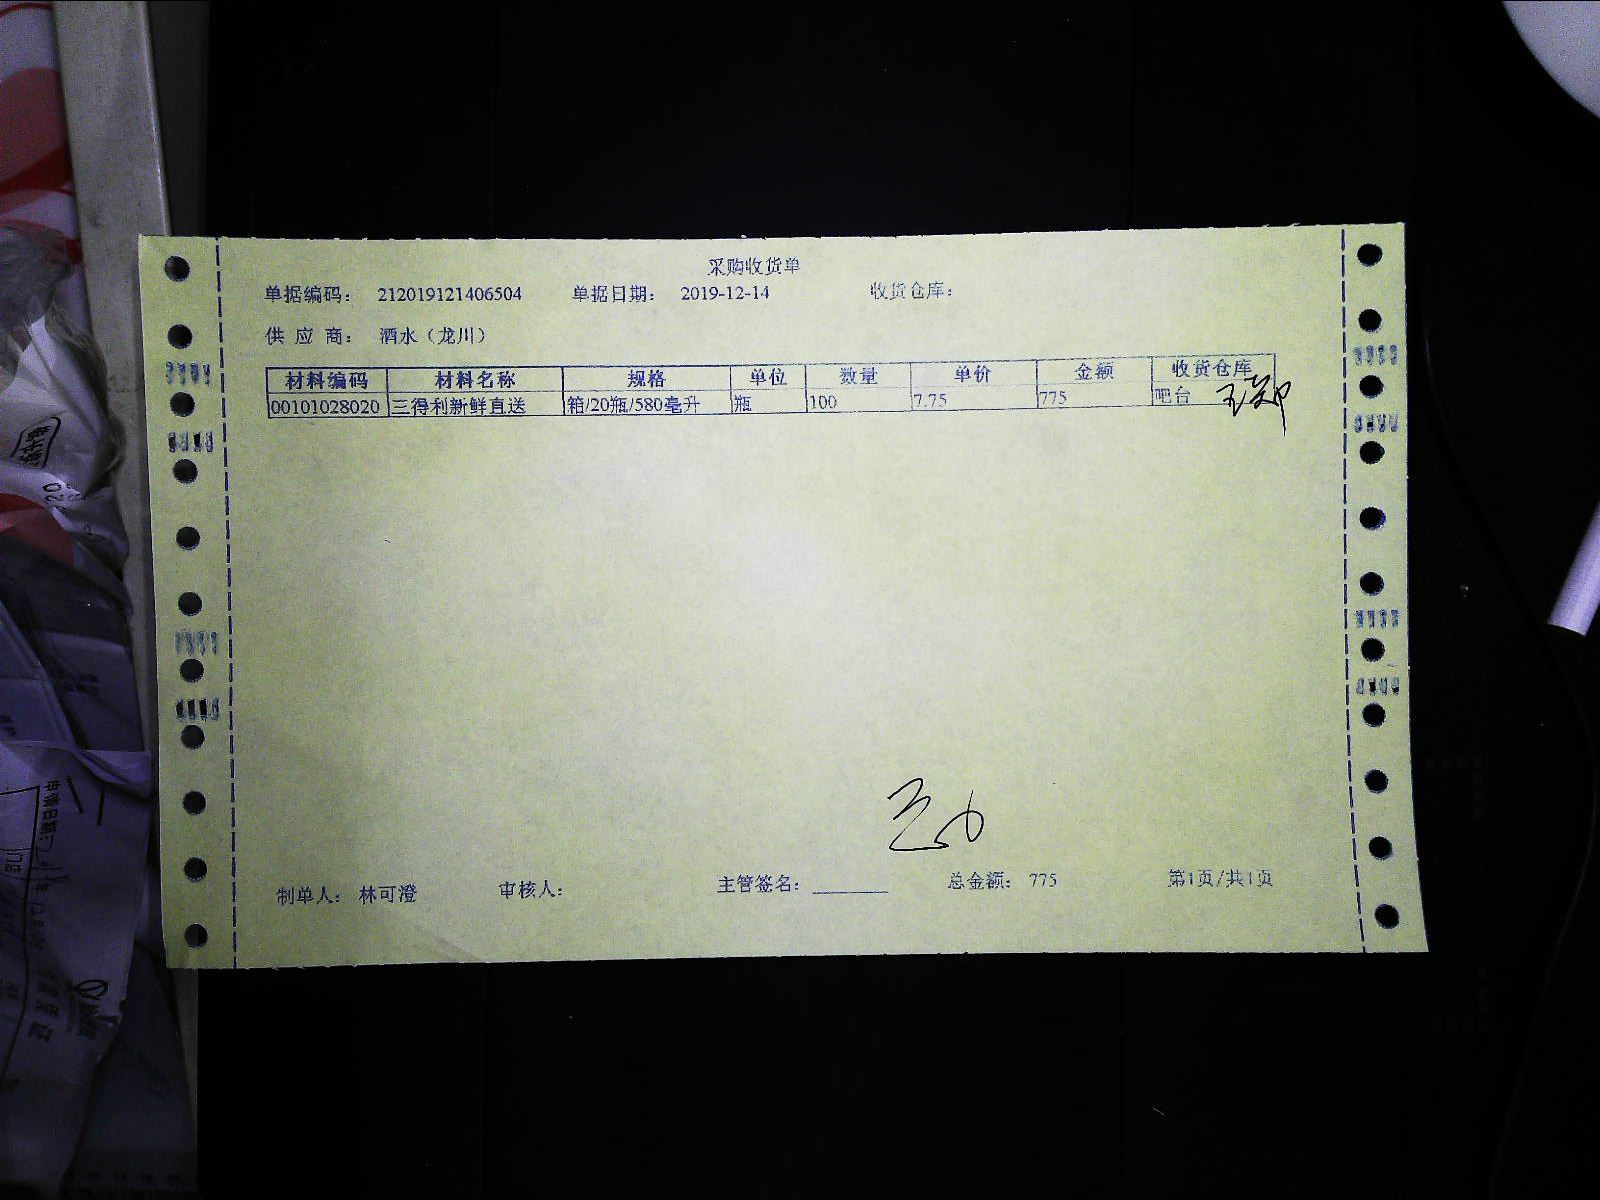 采购收货单
单据编码： 212019121406504 单据日期： 2019-12-14 收货仓库：
供 应 商： 酒水（龙川）
材料编码 材料名称 规格 单位 数量 单价 金额 收货仓库
00101028020 三得利新鲜直送 箱/20瓶/580毫升 瓶 100 7.75 775 吧台
制单人： 林可澄 审核人： 主管签名： 总金额： 775 第1页/共1页
申请日期：